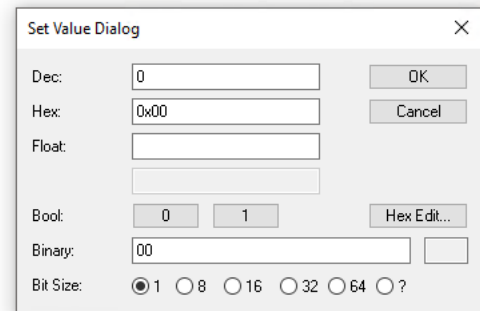 Set Value Dialog
Dec: 0 OK
Hex: 0x00 Cancel
Float:
Bool: 0 1 Hex Edit...
Binary: 00
Bit Size: 1 8 16 32 64 ?